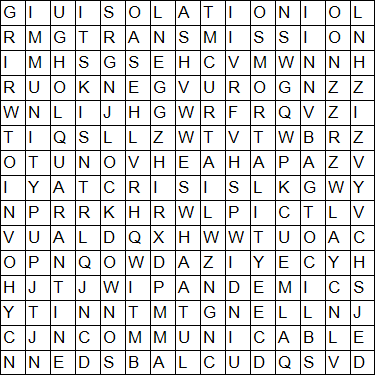 G I U I S O L A T I O N I O L
R M G T R A N S M I S S I O N
I M H S G S E H C V M W N N H
R U O K N E G V U R O G N Z Z
W N L I J H G W R F R Q V Z I
T I Q S L L Z W T V T W B R Z
O T U N O V H E A H A P A Z V
I Y A T C R I S I S L K G W Y
N P R R K H R W L P I C T L V
V U A L D Q X H W W T U O A C
O P N Q O W D A Z I Y E C Y H
H J T J W I P A N D E M I C S
Y T I N N T M T G N E L L N J
C J N C O M M U N I C A B L E
N N E D S B A L C U D Q S V D